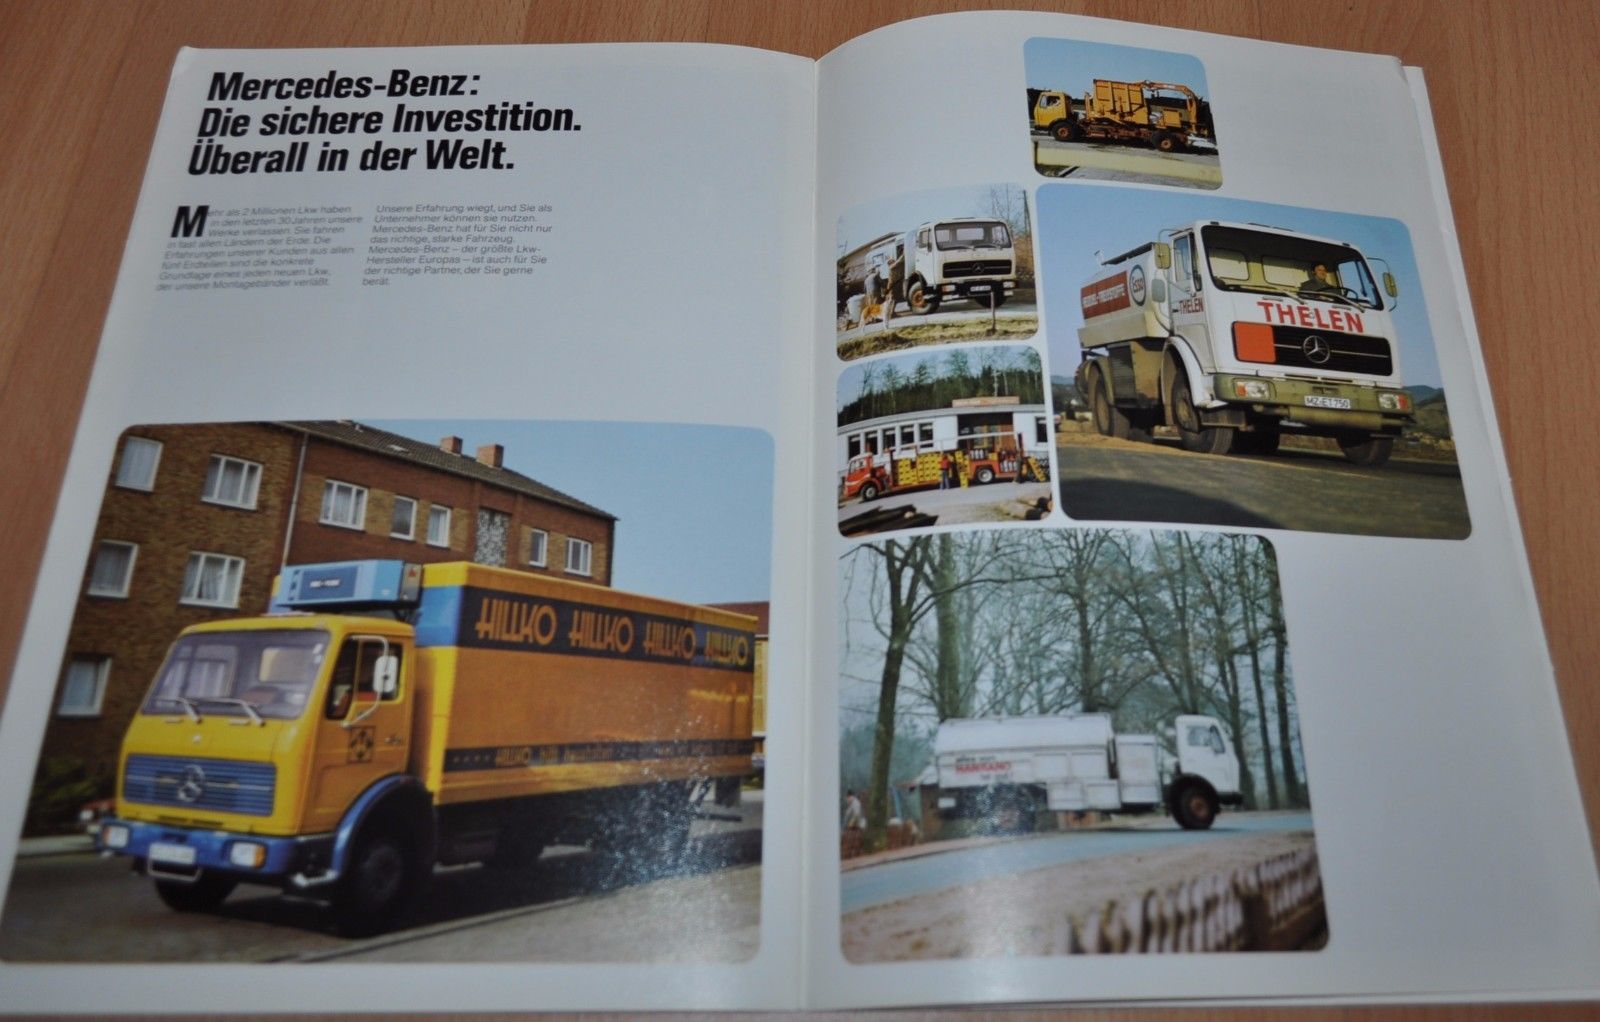 Mercedes-Benz:
Die sichere Investition.
Überall in der Welt.
Mehr als 2 Millionen Lkw haben
in den letzten 30 Jahren unsere
Werke verlassen. Sie fahren
in fast allen Ländern der Erde. Die
Erfahrungen unserer Kunden aus allen
fünf Erdteilen sind die konkrete
Grundlage eines jeden neuen Lkw,
der unsere Montagebänder verläßt.
Unsere Erfahrung wiegt, und Sie als
Unternehmer können sie nutzen.
Mercedes-Benz hat für Sie nicht nur
das richtige, starke Fahrzeug.
Mercedes-Benz – der größte Lkw-
Hersteller Europas – ist auch für Sie
der richtige Partner, der Sie gerne
berät.
HILLKO HILLKO HILLKO HILLKO
HILLKO
Esso
THELEN
THELEN
MZ-ET 750